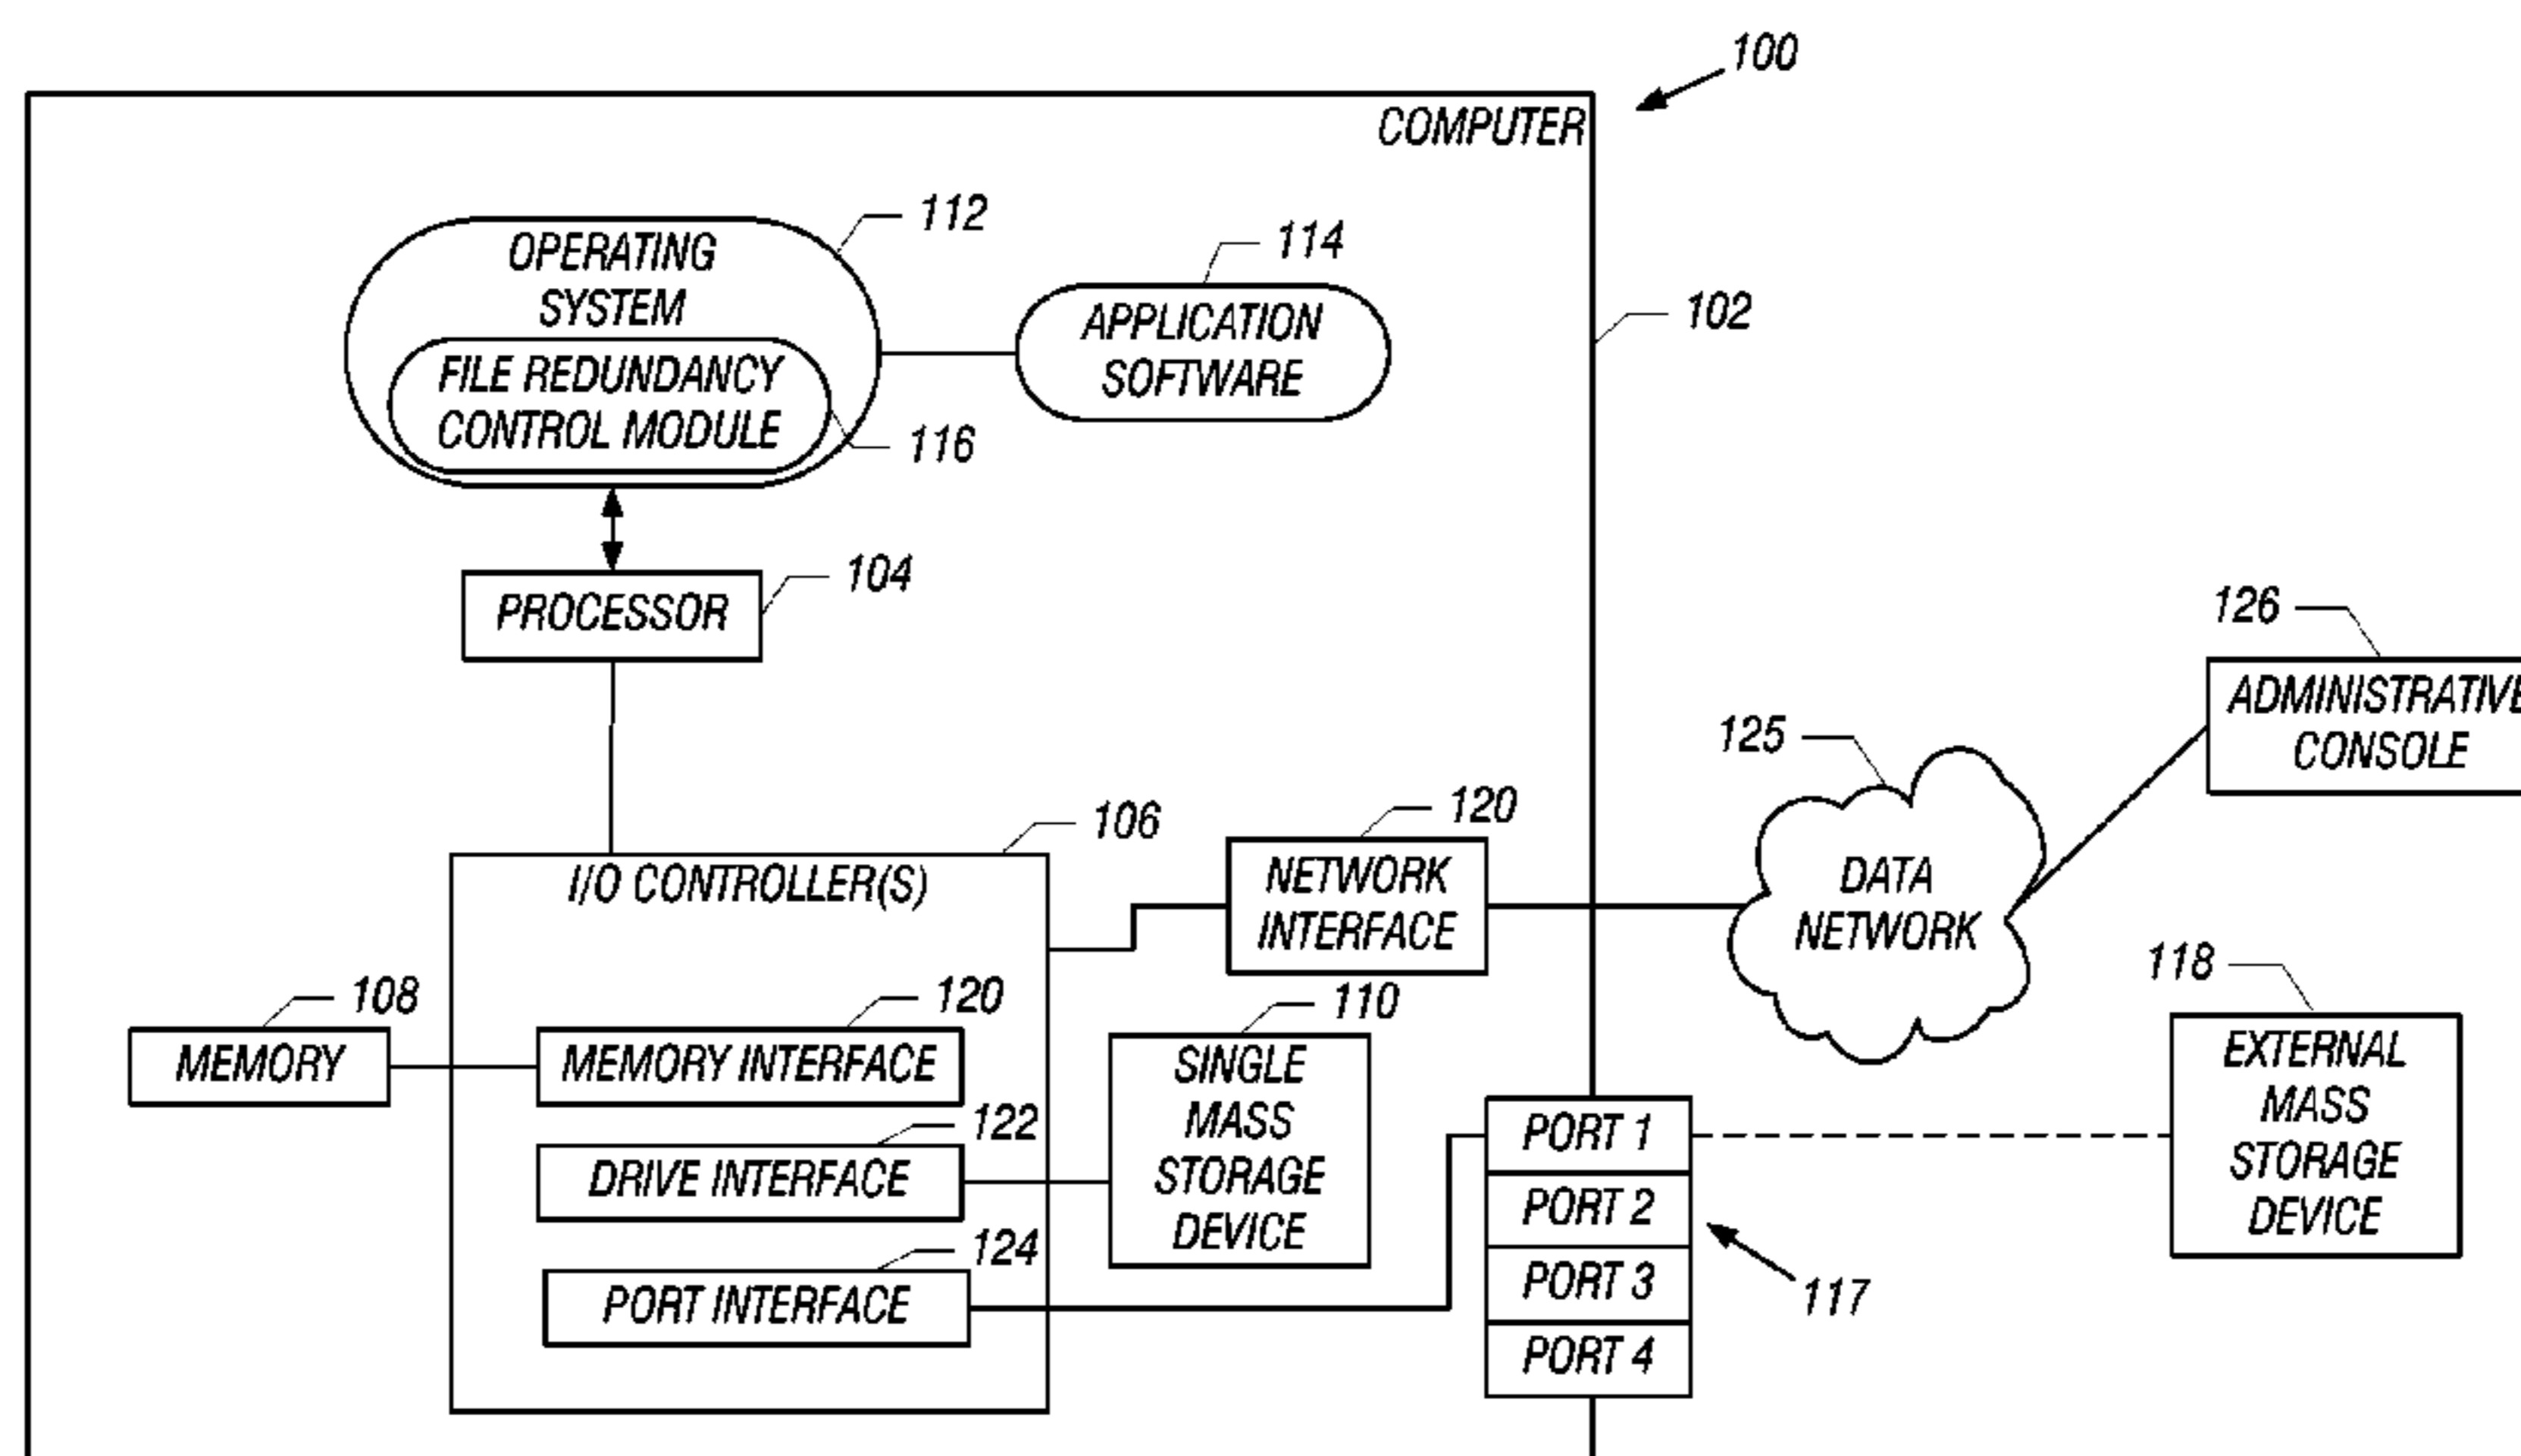 100
COMPUTER
112
OPERATING
SYSTEM
114
APPLICATION
SOFTWARE
102
FILE REDUNDANCY
CONTROL MODULE
116
104
PROCESSOR
126
ADMINISTRATIVE
CONSOLE
125
DATA
NETWORK
106
I/O CONTROLLER(S)
120
NETWORK
INTERFACE
118
EXTERNAL
MASS
STORAGE
DEVICE
108
MEMORY
120
MEMORY INTERFACE
110
SINGLE
MASS
STORAGE
DEVICE
122
DRIVE INTERFACE
124
PORT INTERFACE
PORT 1
PORT 2
PORT 3
PORT 4
117